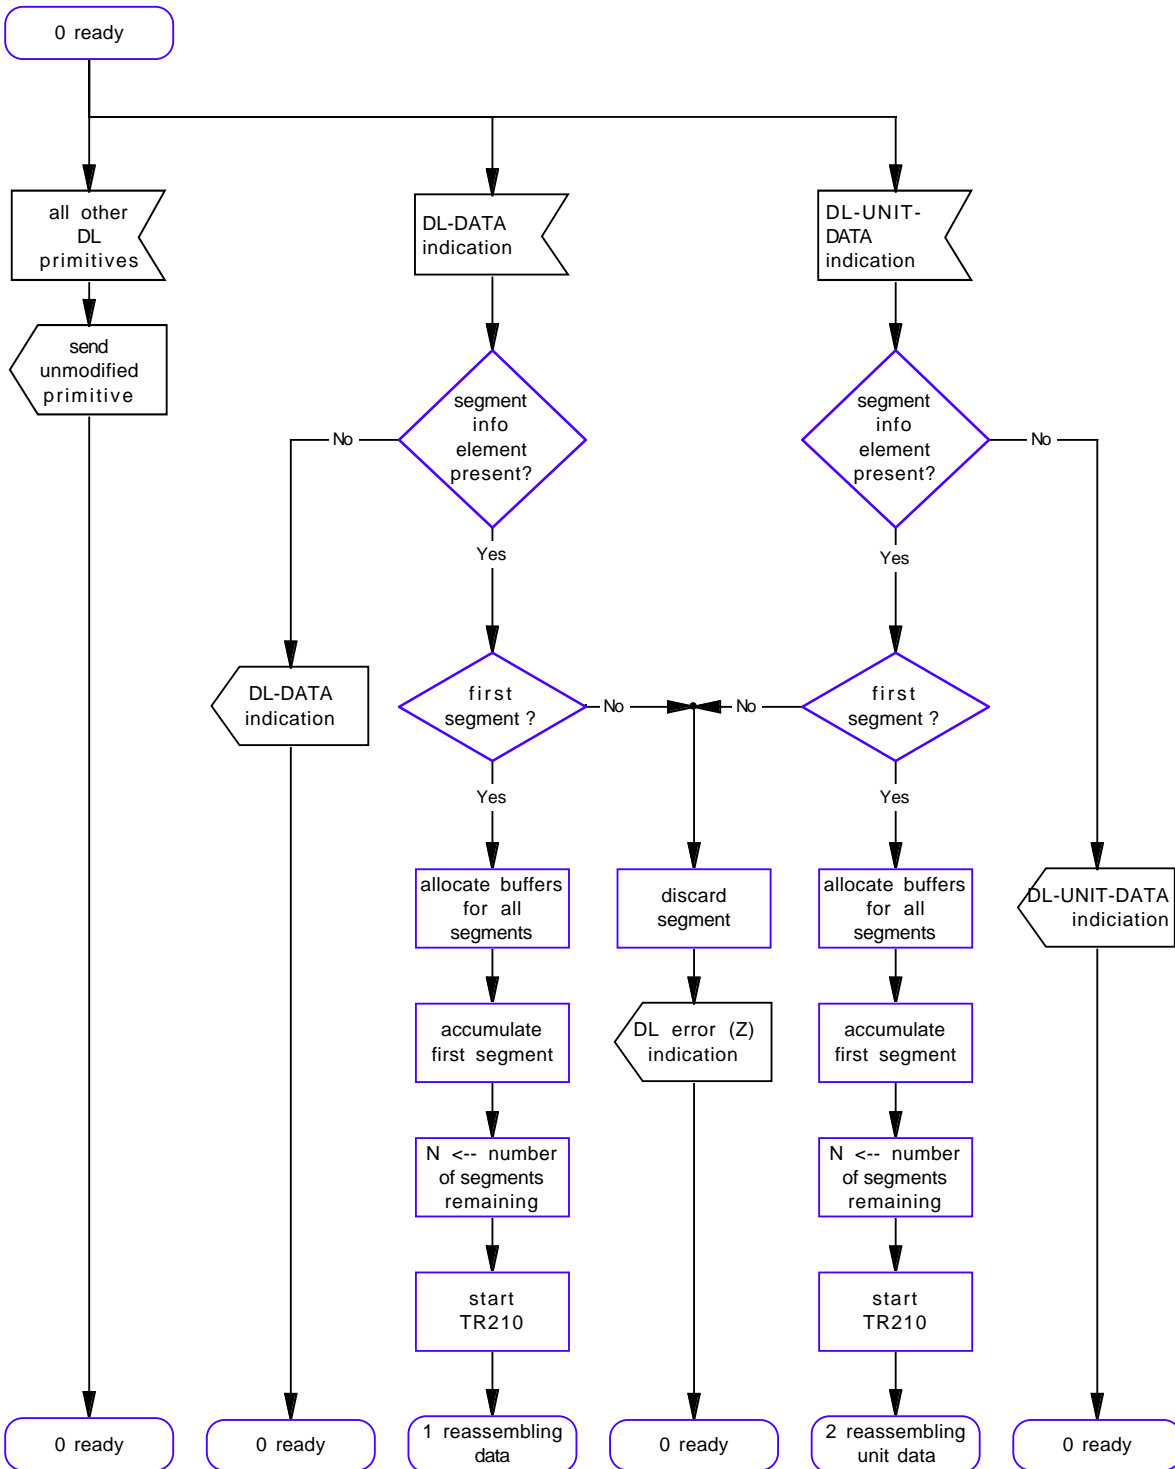 0 ready
all other
DL
primitives
DL-DATA
indication
DL-UNIT-
DATA
indication
send
unmodified
primitive
segment
info
element
present?
segment
info
element
present?
No
No
Yes
Yes
DL-DATA
indication
first
segment ?
No
No
first
segment ?
Yes
Yes
allocate buffers
for all
segments
discard
segment
allocate buffers
for all
segments
DL-UNIT-DATA
indiciation
accumulate
first segment
DL error (Z)
indication
accumulate
first segment
N <-- number
of segments
remaining
N <-- number
of segments
remaining
start
TR210
start
TR210
0 ready
0 ready
1 reassembling
data
0 ready
2 reassembling
unit data
0 ready